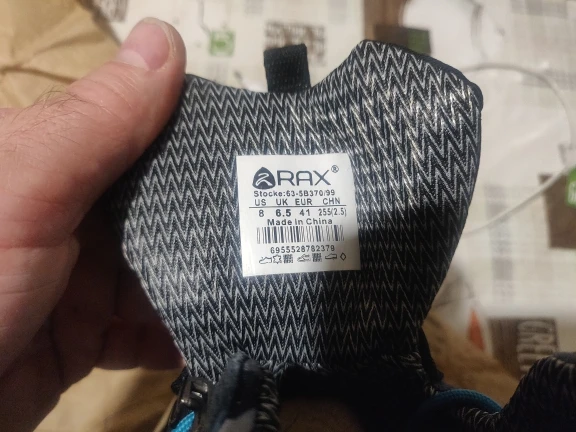 RAX®
Stocke:63-5B370/99
US UK EUR CHN
8 6.5 41 255(2.5)
Made in China
6955528782379